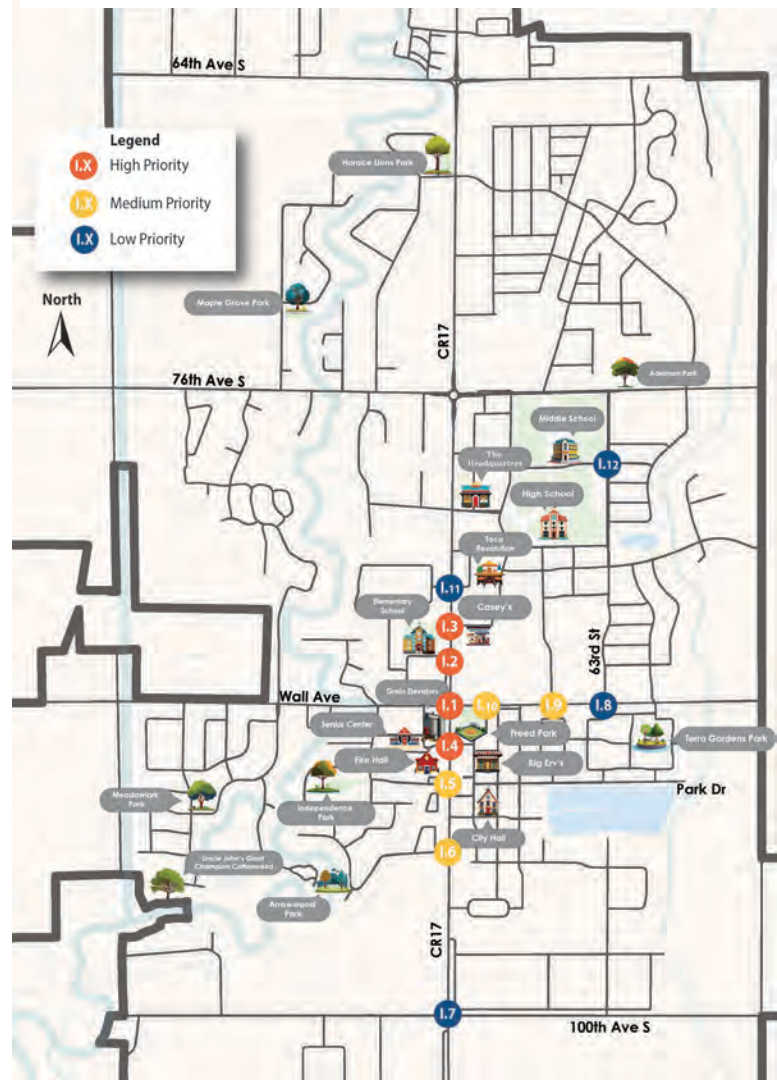 64th Ave S
Legend
I.X High Priority
I.X Medium Priority
I.X Low Priority
Horace Lions Park
North
Maple Grove Park
CR17
76th Ave S
Adelman Park
Middle School
The
Headquarters
I.12
High School
Taco
Revolution
I.11
Elementary
School
Casey's
I.3
I.2
63rd St
Grain Elevators
Wall Ave
I.1
I.10
I.9
I.8
Senior Center
Freed Park
Terra Gardens Park
I.4
Fire Hall
Big Erv's
I.5
Park Dr
Meadowlark
Park
Independence
Park
City Hall
I.6
Uncle John's Giant
Champion Cottonwood
Arrowwood
Park
CR17
I.7
100th Ave S